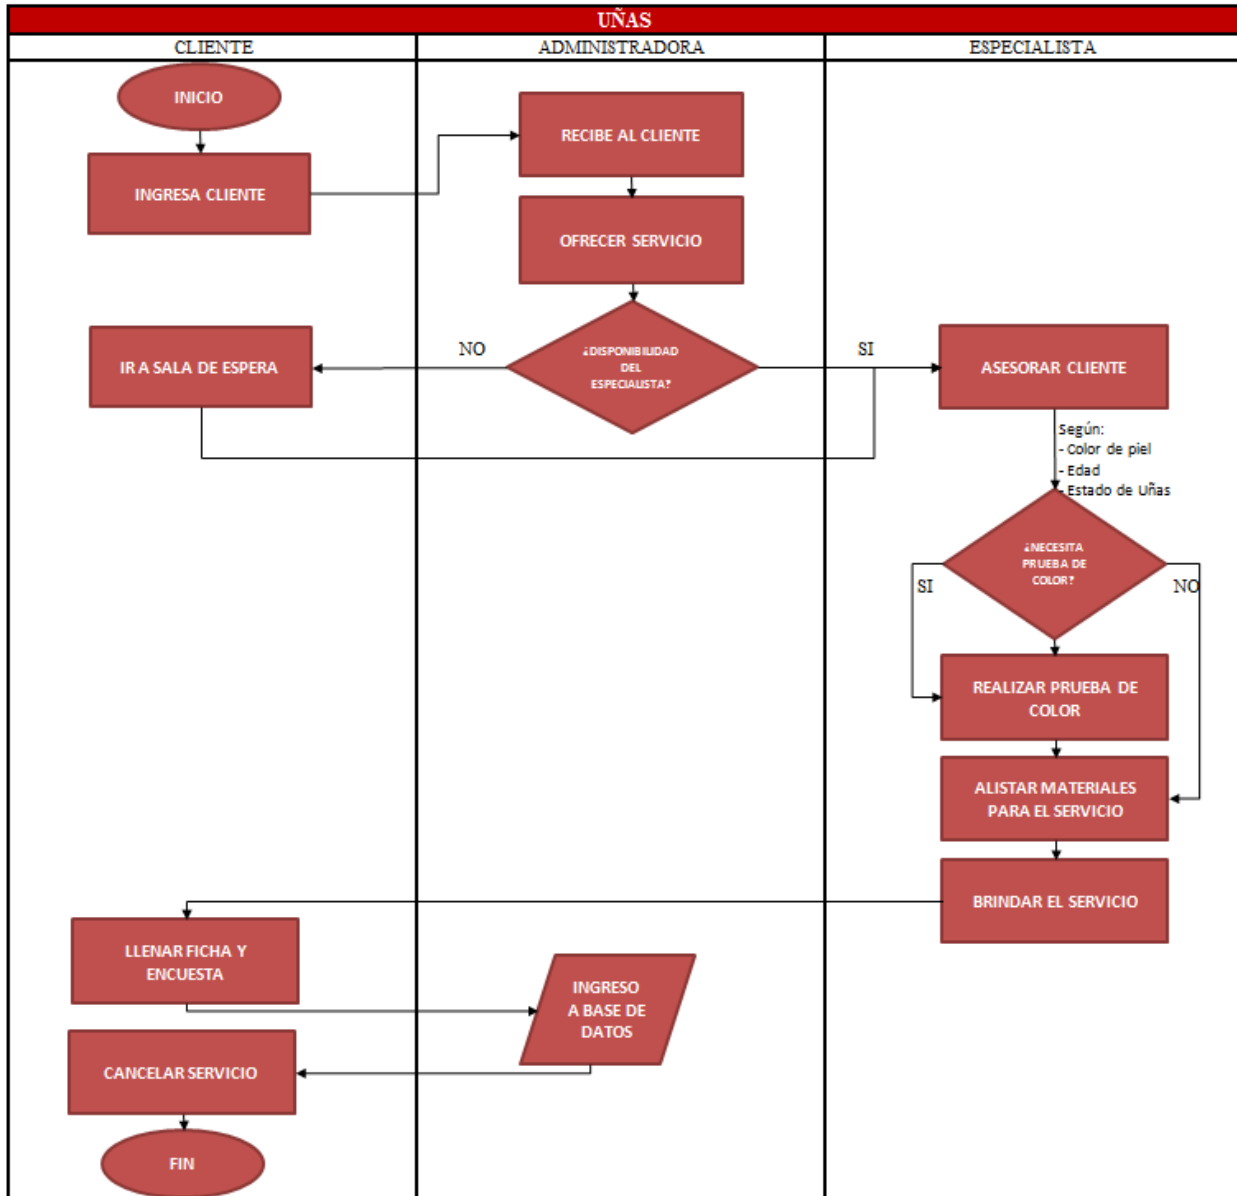 UÑAS
CLIENTE
ADMINISTRADORA
ESPECIALISTA
INICIO
RECIBE AL CLIENTE
INGRESA CLIENTE
OFRECER SERVICIO
IR A SALA DE ESPERA
NO
¿DISPONIBILIDAD
DEL
ESPECIALISTA?
SI
ASESORAR CLIENTE
Según:
- Color de piel
- Edad
- Estado de Uñas
¿NECESITA
PRUEBA DE
COLOR?
SI
NO
REALIZAR PRUEBA DE
COLOR
ALISTAR MATERIALES
PARA EL SERVICIO
BRINDAR EL SERVICIO
LLENAR FICHA Y
ENCUESTA
INGRESO
A BASE DE
DATOS
CANCELAR SERVICIO
FIN